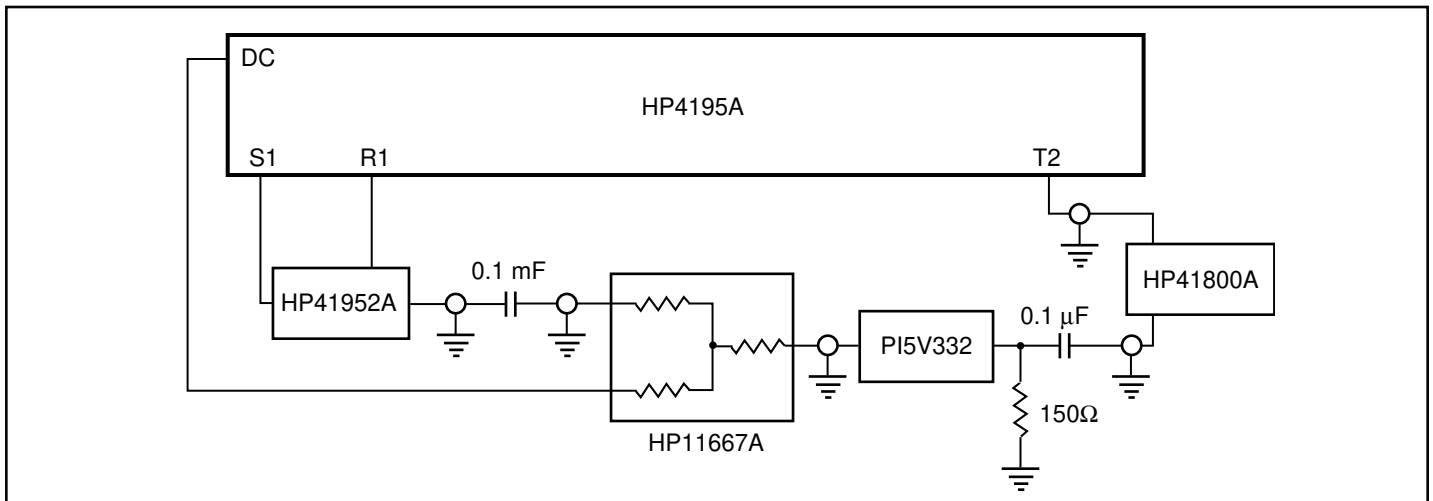 DC
HP4195A
S1 R1 T2
HP41952A
0.1 mF
HP41800A
0.1 μF
PI5V332
150Ω
HP11667A